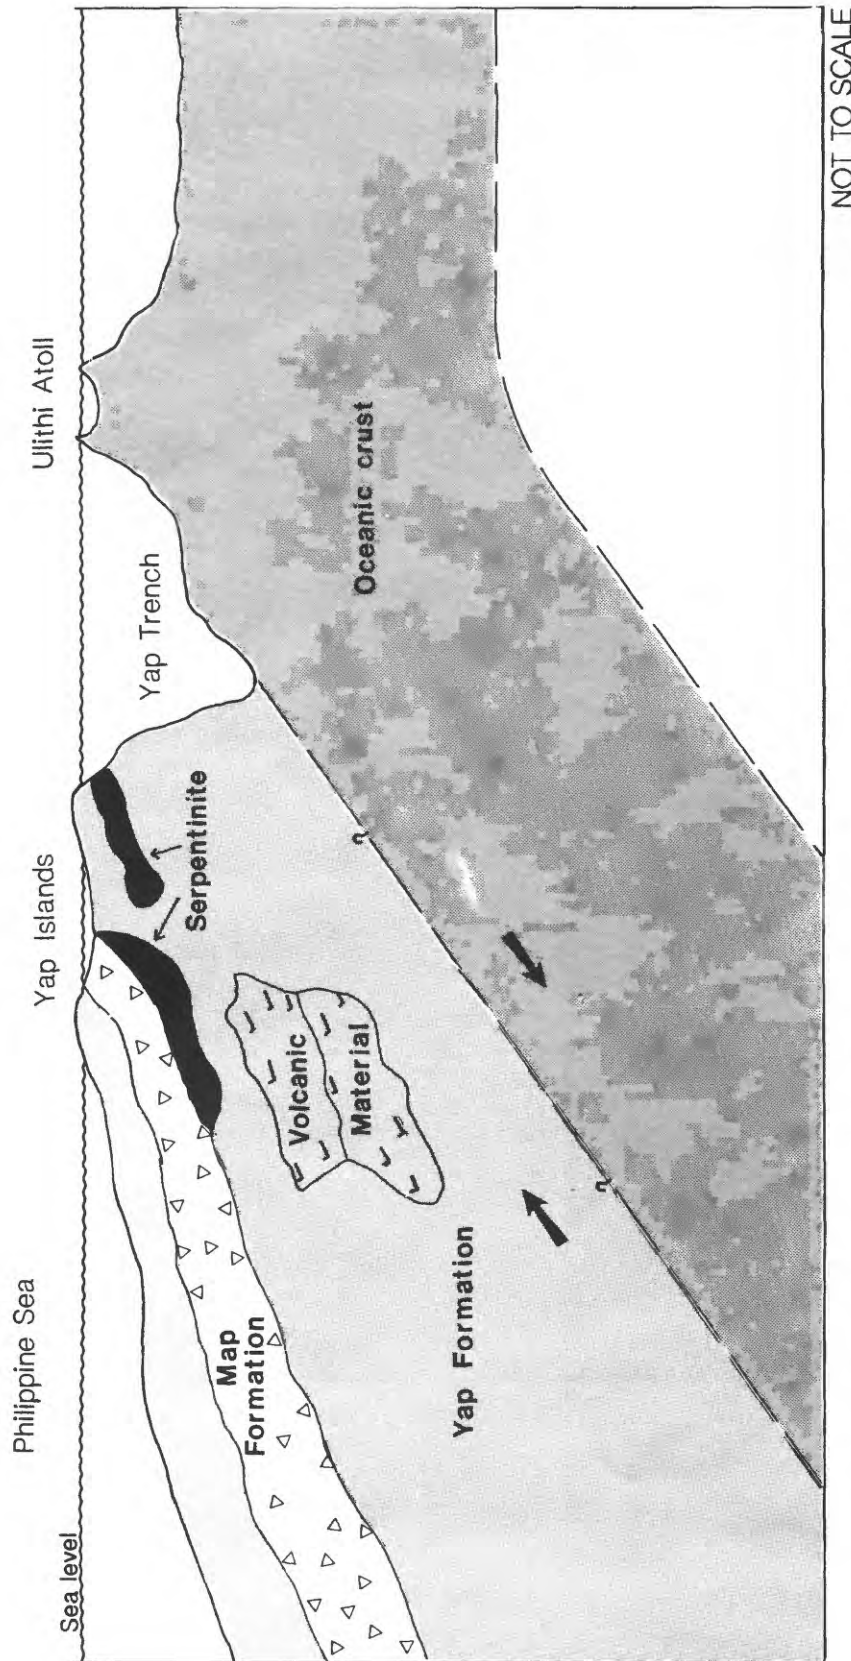 Philippine Sea
Yap Islands
Ulithi Atoll
Sea level
Yap Trench
Serpentinite
Map
Formation
Volcanic
Material
Oceanic crust
Yap Formation
?
?
NOT TO SCALE